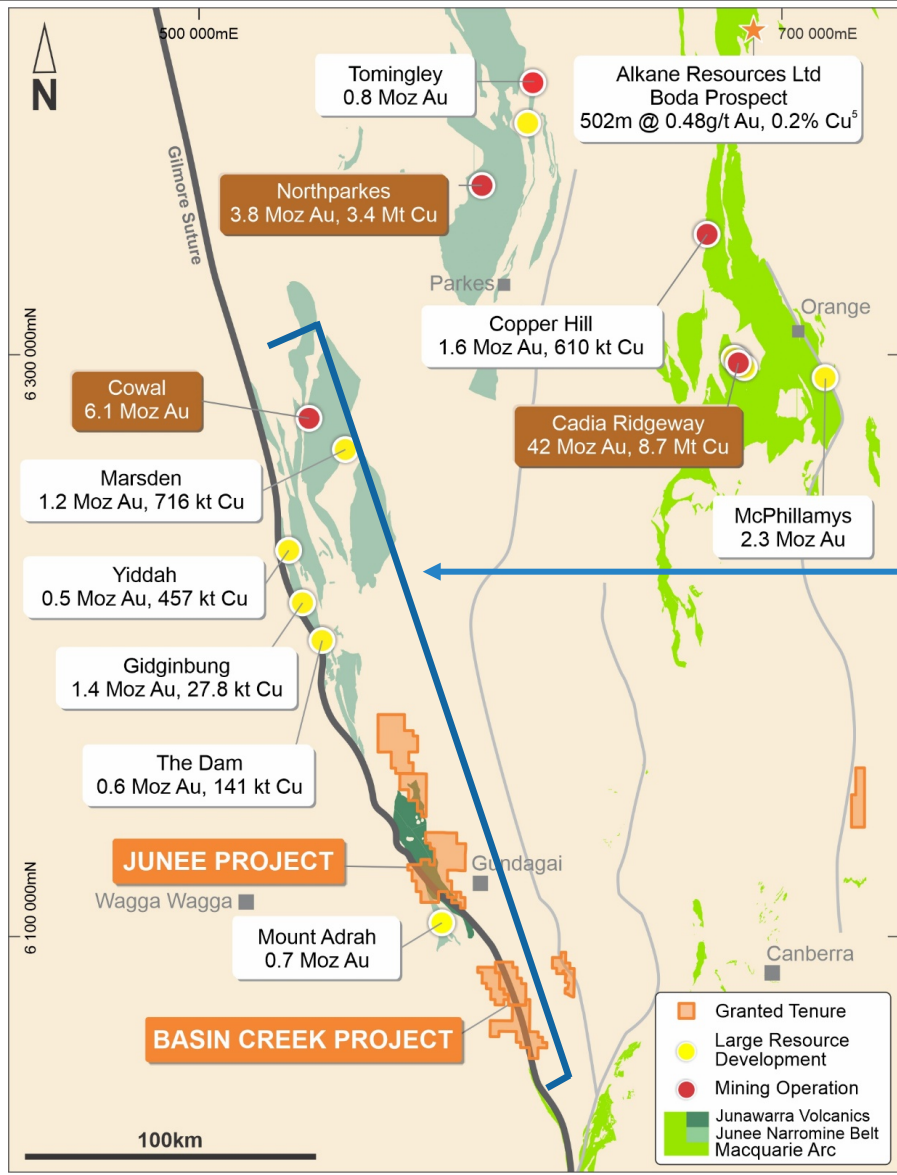 500 000mE
700 000mE
N
Gilmore Suture
Tomingley
0.8 Moz Au
Alkane Resources Ltd
Boda Prospect
502m @ 0.48g/t Au, 0.2% Cu⁵
Northparkes
3.8 Moz Au, 3.4 Mt Cu
Parkes
Copper Hill
1.6 Moz Au, 610 kt Cu
Orange
6 300 000mN
Cowal
6.1 Moz Au
Cadia Ridgeway
42 Moz Au, 8.7 Mt Cu
Marsden
1.2 Moz Au, 716 kt Cu
McPhillamys
2.3 Moz Au
Yiddah
0.5 Moz Au, 457 kt Cu
Gidginbung
1.4 Moz Au, 27.8 kt Cu
The Dam
0.6 Moz Au, 141 kt Cu
JUNEE PROJECT
Gundagai
Wagga Wagga
6 100 000mN
Mount Adrah
0.7 Moz Au
Canberra
BASIN CREEK PROJECT
Granted Tenure
Large Resource
Development
Mining Operation
Junawarra Volcanics
Junee Narromine Belt
Macquarie Arc
100km